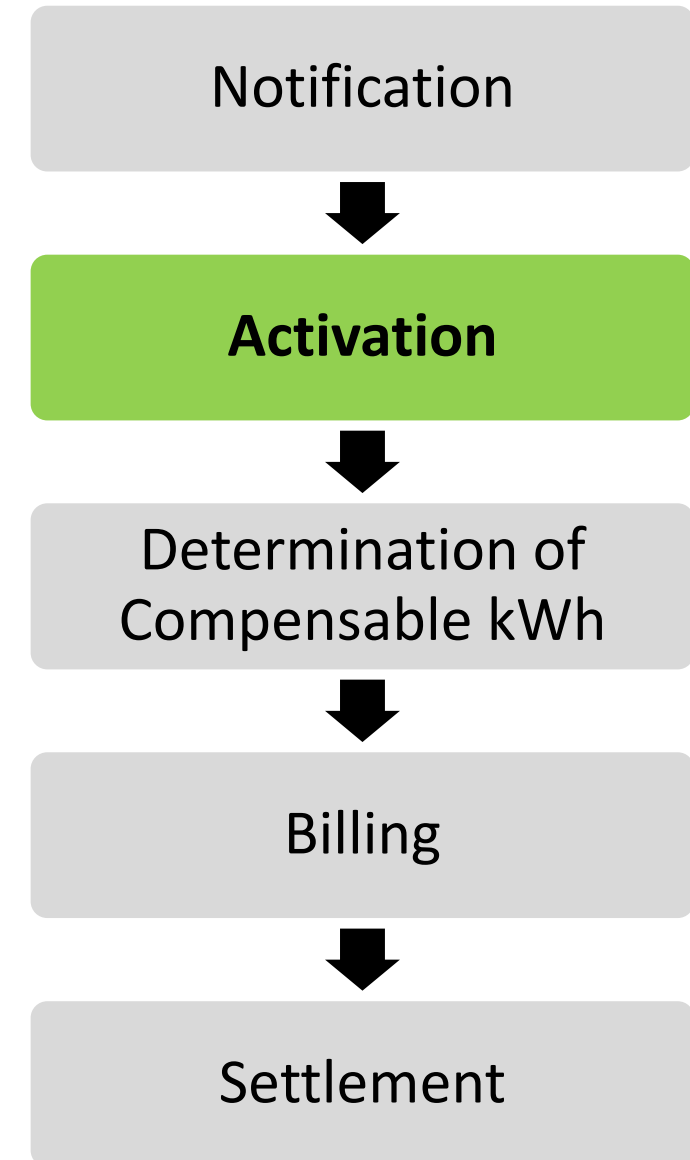 Notification
Activation
Determination of
Compensable kWh
Billing
Settlement